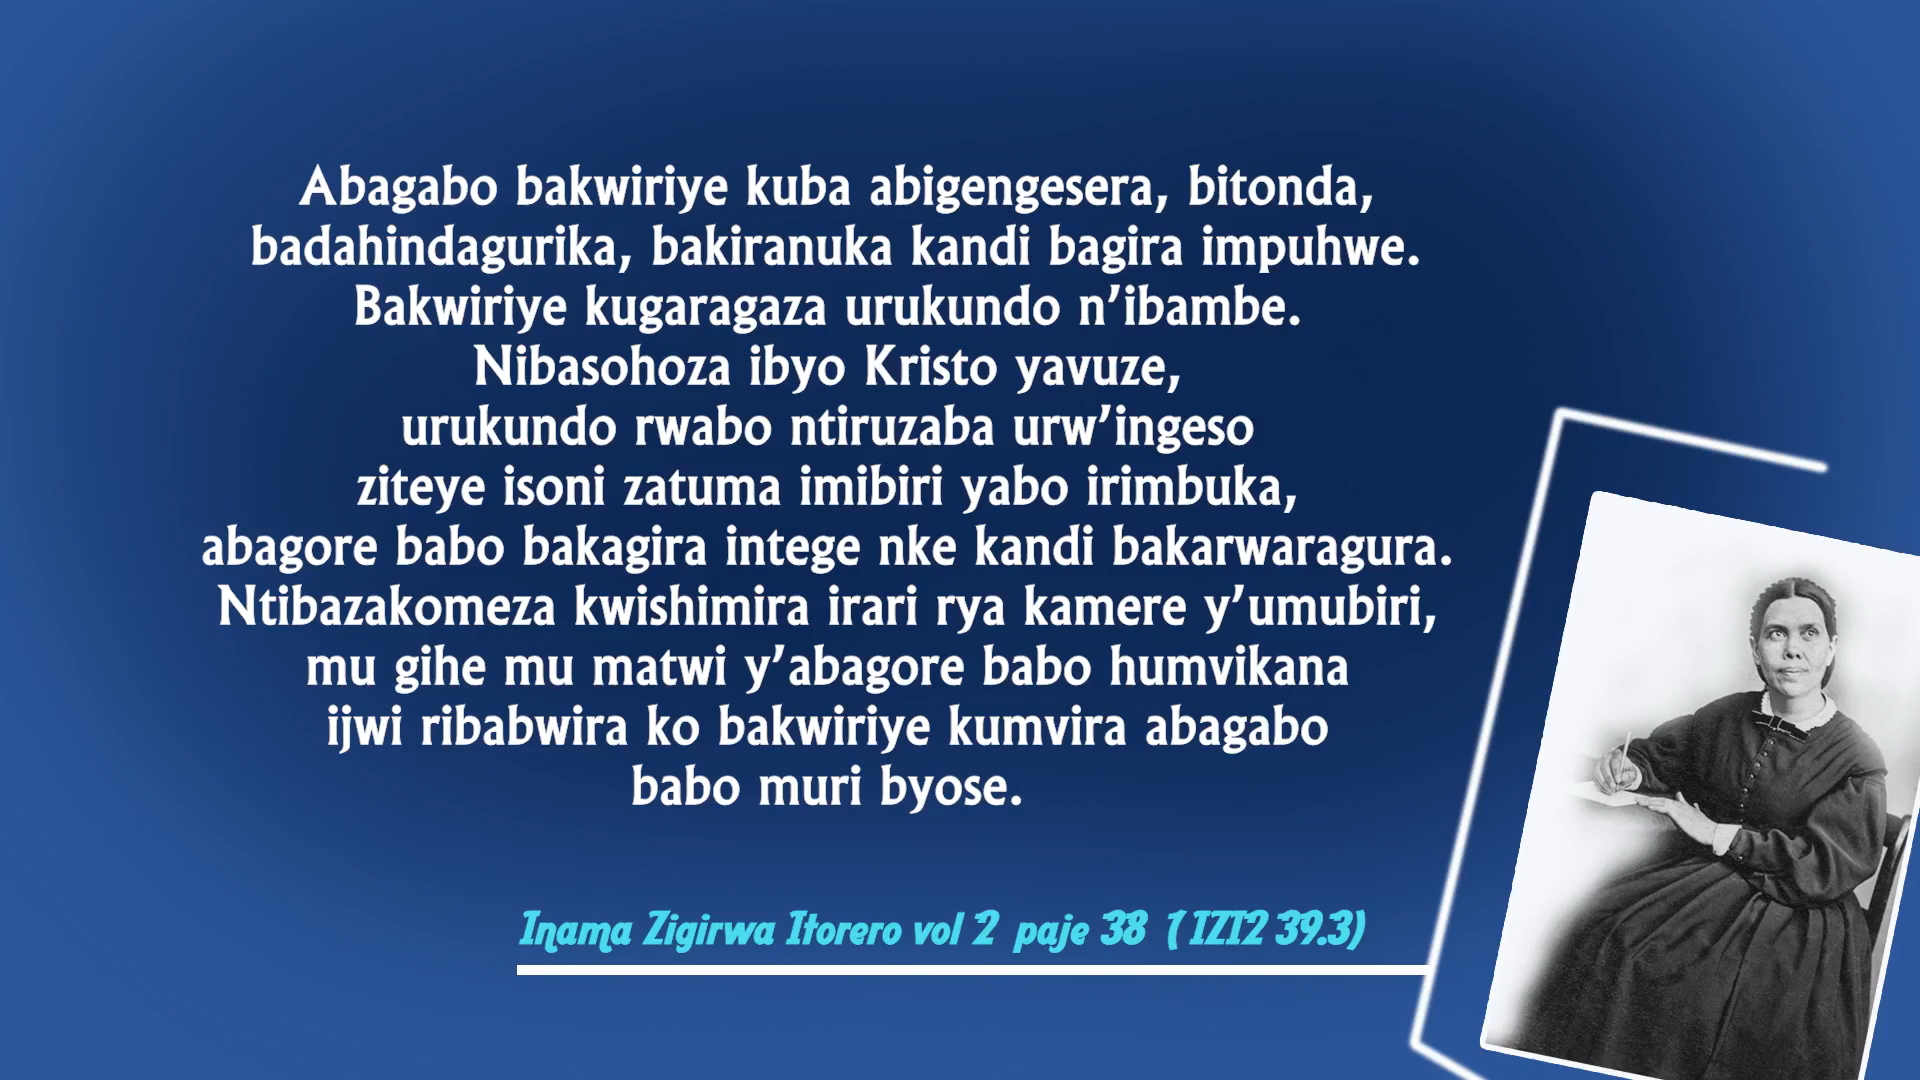 Abagabo bakwiriye kuba abigengesera, bitonda,
badahindagurika, bakiranuka kandi bagira impuhwe.
Bakwiriye kugaragaza urukundo n’ibambe.
Nibasohoza ibyo Kristo yavuze,
urukundo rwabo ntiruzaba urw’ingeso
ziteye isoni zatuma imibiri yabo irimbuka,
abagore babo bakagira intege nke kandi bakarwaragura.
Ntibazakomeza kwishimira irari rya kamere y’umubiri,
mu gihe mu matwi y’abagore babo humvikana
ijwi ribabwira ko bakwiriye kumvira abagabo
babo muri byose.
Inama Zigirwa Itorero vol 2 paje 38 ( IZI2 39.3)